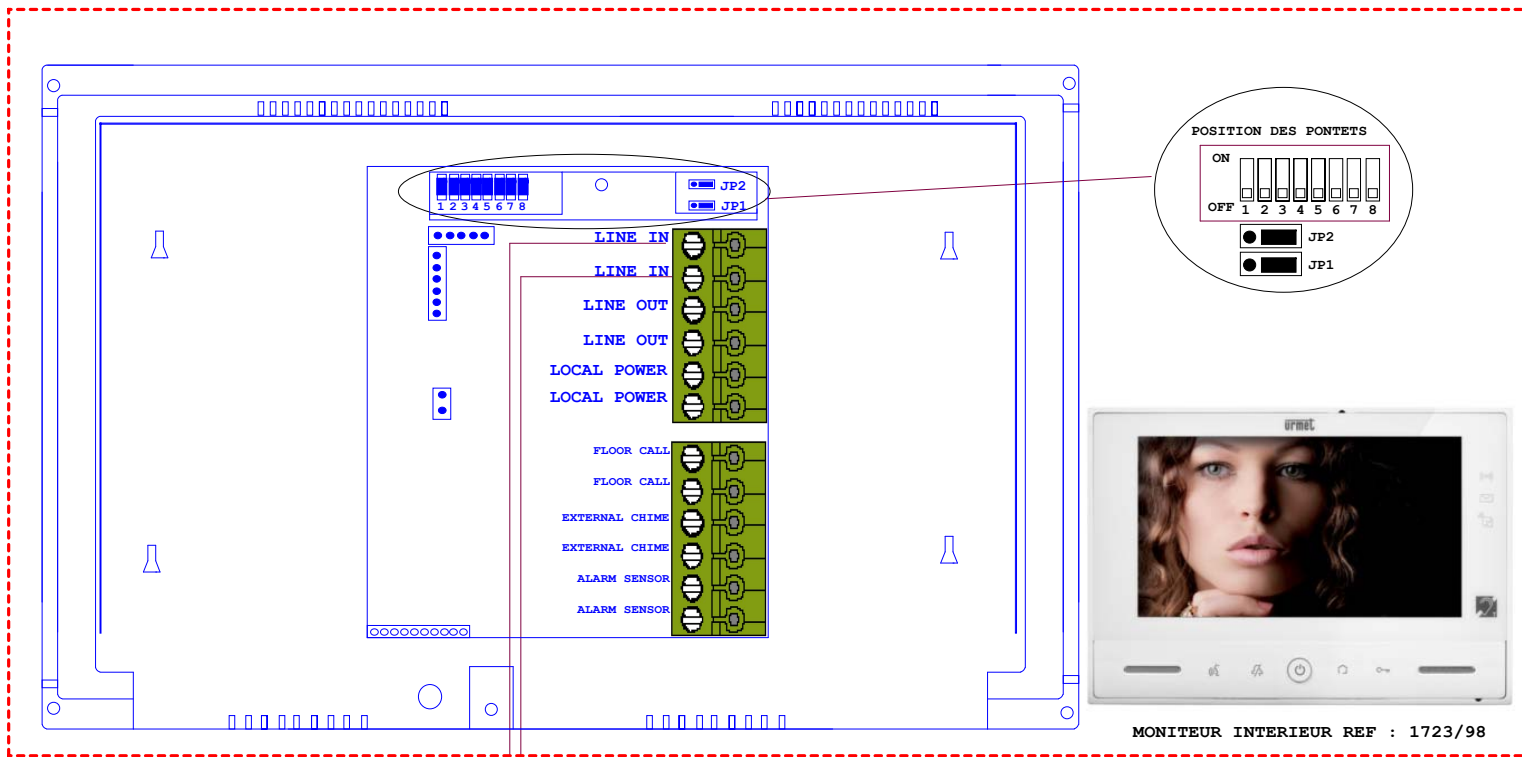 POSITION DES PONTETS
ON
OFF 1 2 3 4 5 6 7 8
JP2
JP1
1 2 3 4 5 6 7 8
JP2
JP1
LINE IN
LINE IN
LINE OUT
LINE OUT
LOCAL POWER
LOCAL POWER
FLOOR CALL
FLOOR CALL
EXTERNAL CHIME
EXTERNAL CHIME
ALARM SENSOR
ALARM SENSOR
urmet
MONITEUR INTERIEUR REF : 1723/98